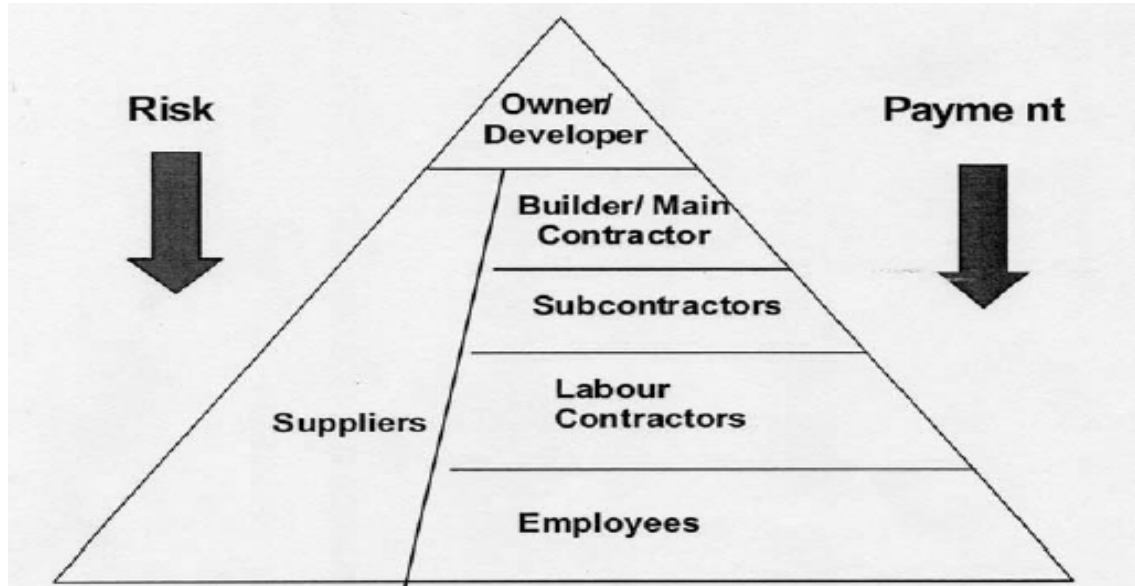 Risk
Owner/
Developer
Payme nt
Builder/ Main
Contractor
Subcontractors
Labour
Contractors
Suppliers
Employees